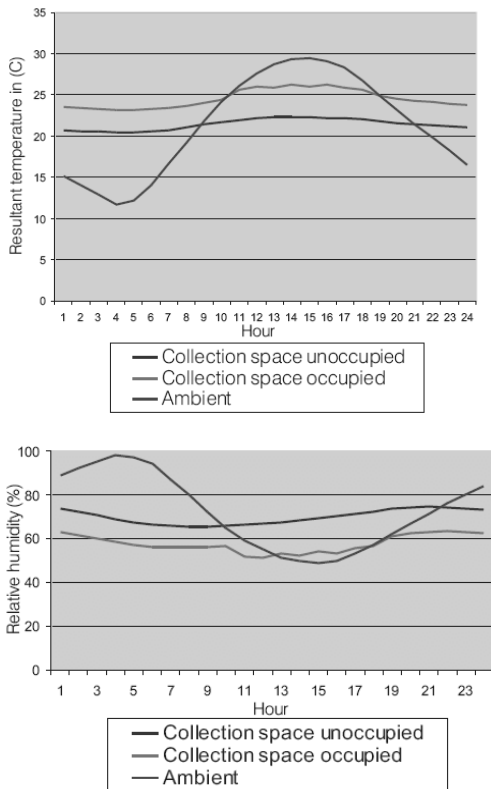 Resultant temperature in (C)
35
30
25
20
15
10
5
0
1 2 3 4 5 6 7 8 9 10 11 12 13 14 15 16 17 18 19 20 21 22 23 24
Hour
Collection space unoccupied
Collection space occupied
Ambient
Relative humidity (%)
100
80
60
40
20
0
1 3 5 7 9 11 13 15 17 19 21 23
Hour
Collection space unoccupied
Collection space occupied
Ambient